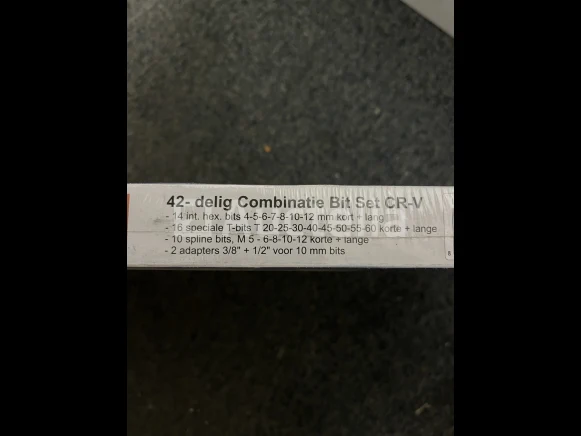 42- delig Combinatie Bit Set CR-V
- 14 int. hex. bits 4-5-6-7-8-10-12 mm kort + lang
- 16 speciale T-bits T 20-25-30-40-45-50-55-60 korte + lange
- 10 spline bits, M 5 - 6-8-10-12 korte + lange
- 2 adapters 3/8" + 1/2" voor 10 mm bits